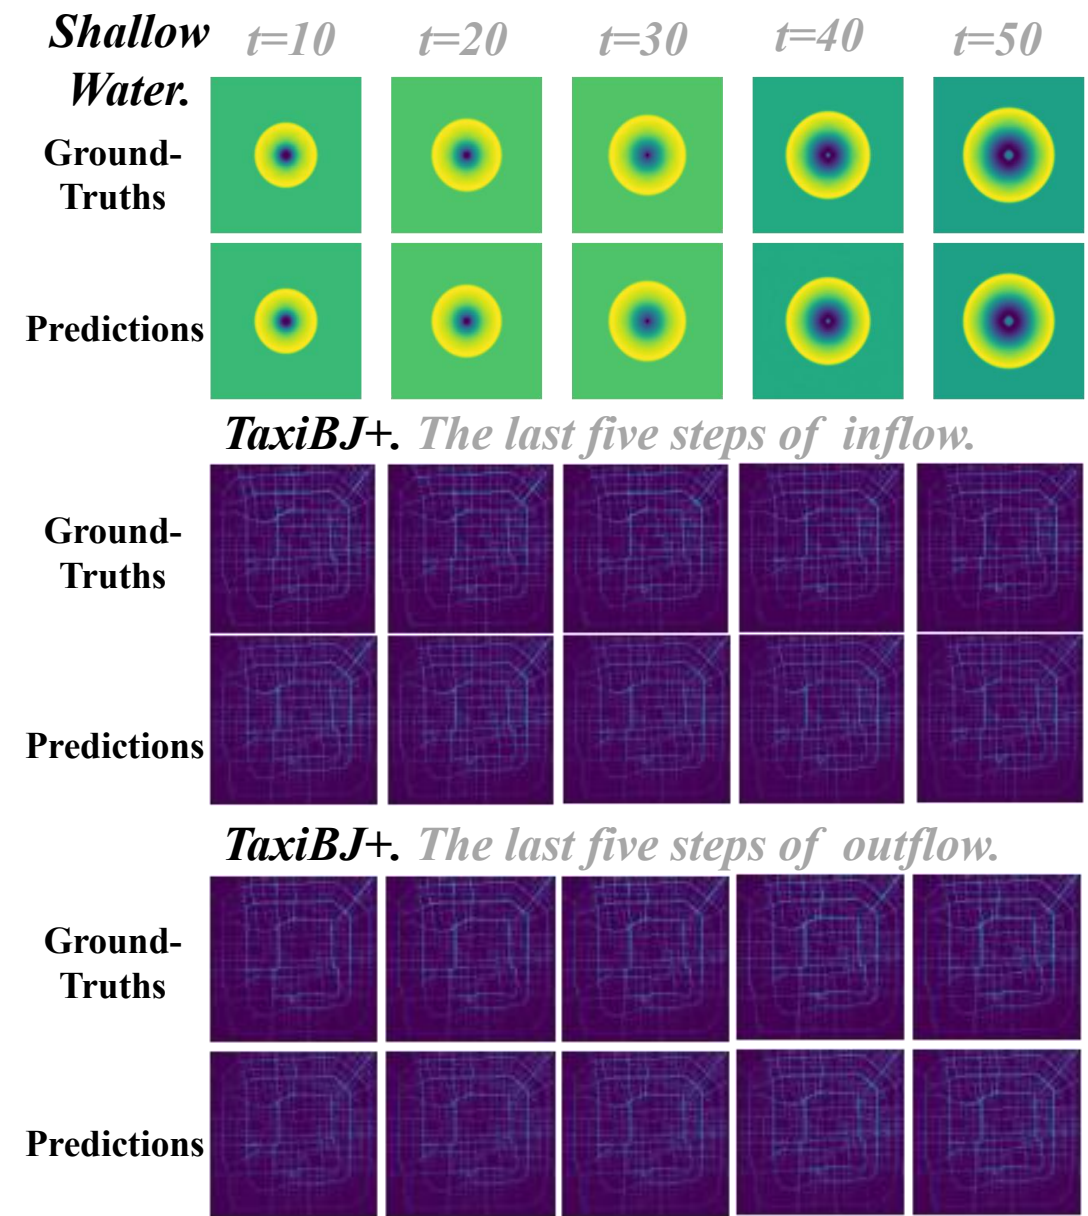 Shallow t=10 t=20 t=30 t=40 t=50
Water.
Ground-
Truths
Predictions
TaxiBJ+. The last five steps of inflow.
Ground-
Truths
Predictions
TaxiBJ+. The last five steps of outflow.
Ground-
Truths
Predictions